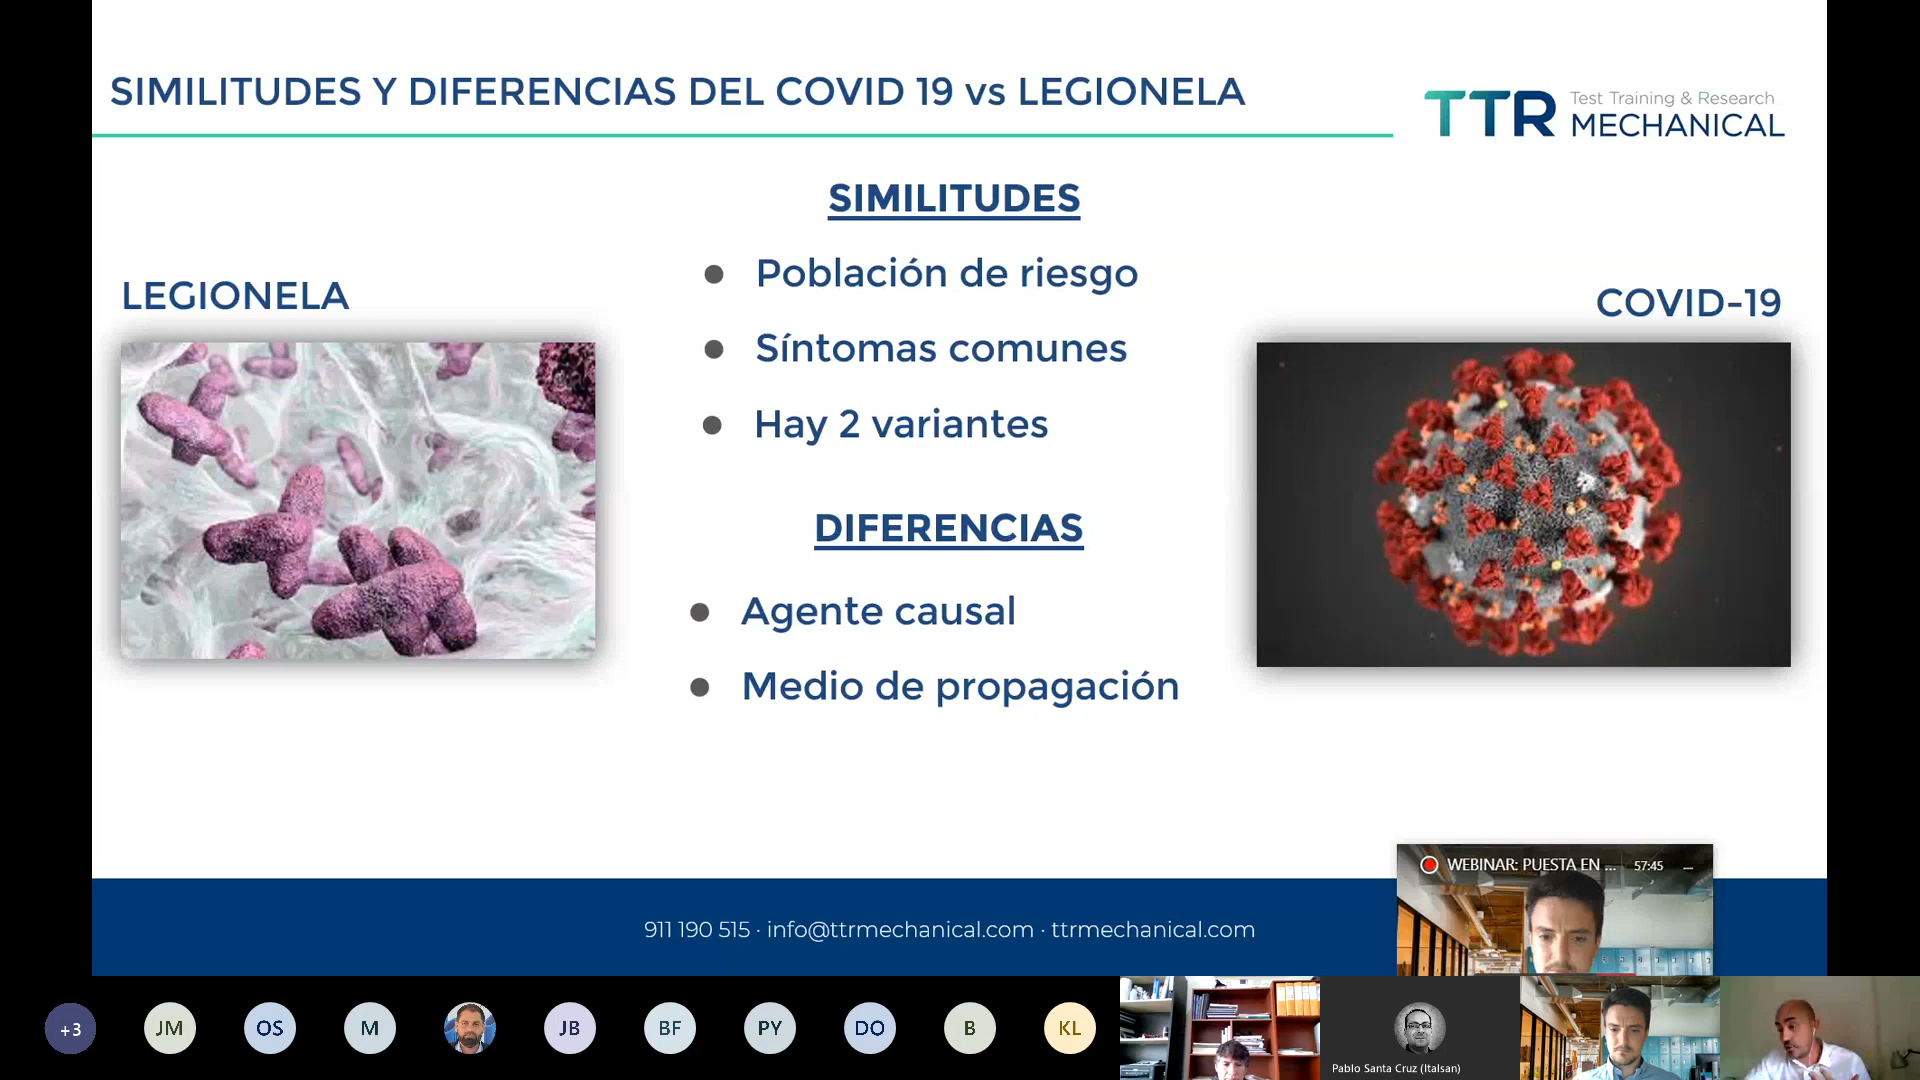 SIMILITUDES Y DIFERENCIAS DEL COVID 19 vs LEGIONELA
TTR Test Training & Research
MECHANICAL
SIMILITUDES
Población de riesgo
Síntomas comunes
Hay 2 variantes
LEGIONELA
COVID-19
DIFERENCIAS
Agente causal
Medio de propagación
911 190 515 · info@ttrmechanical.com · ttrmechanical.com
WEBINAR: PUESTA EN ... 57:45
+3 JM OS M JB BF PY DO B KL
Pablo Santa Cruz (Italsan)